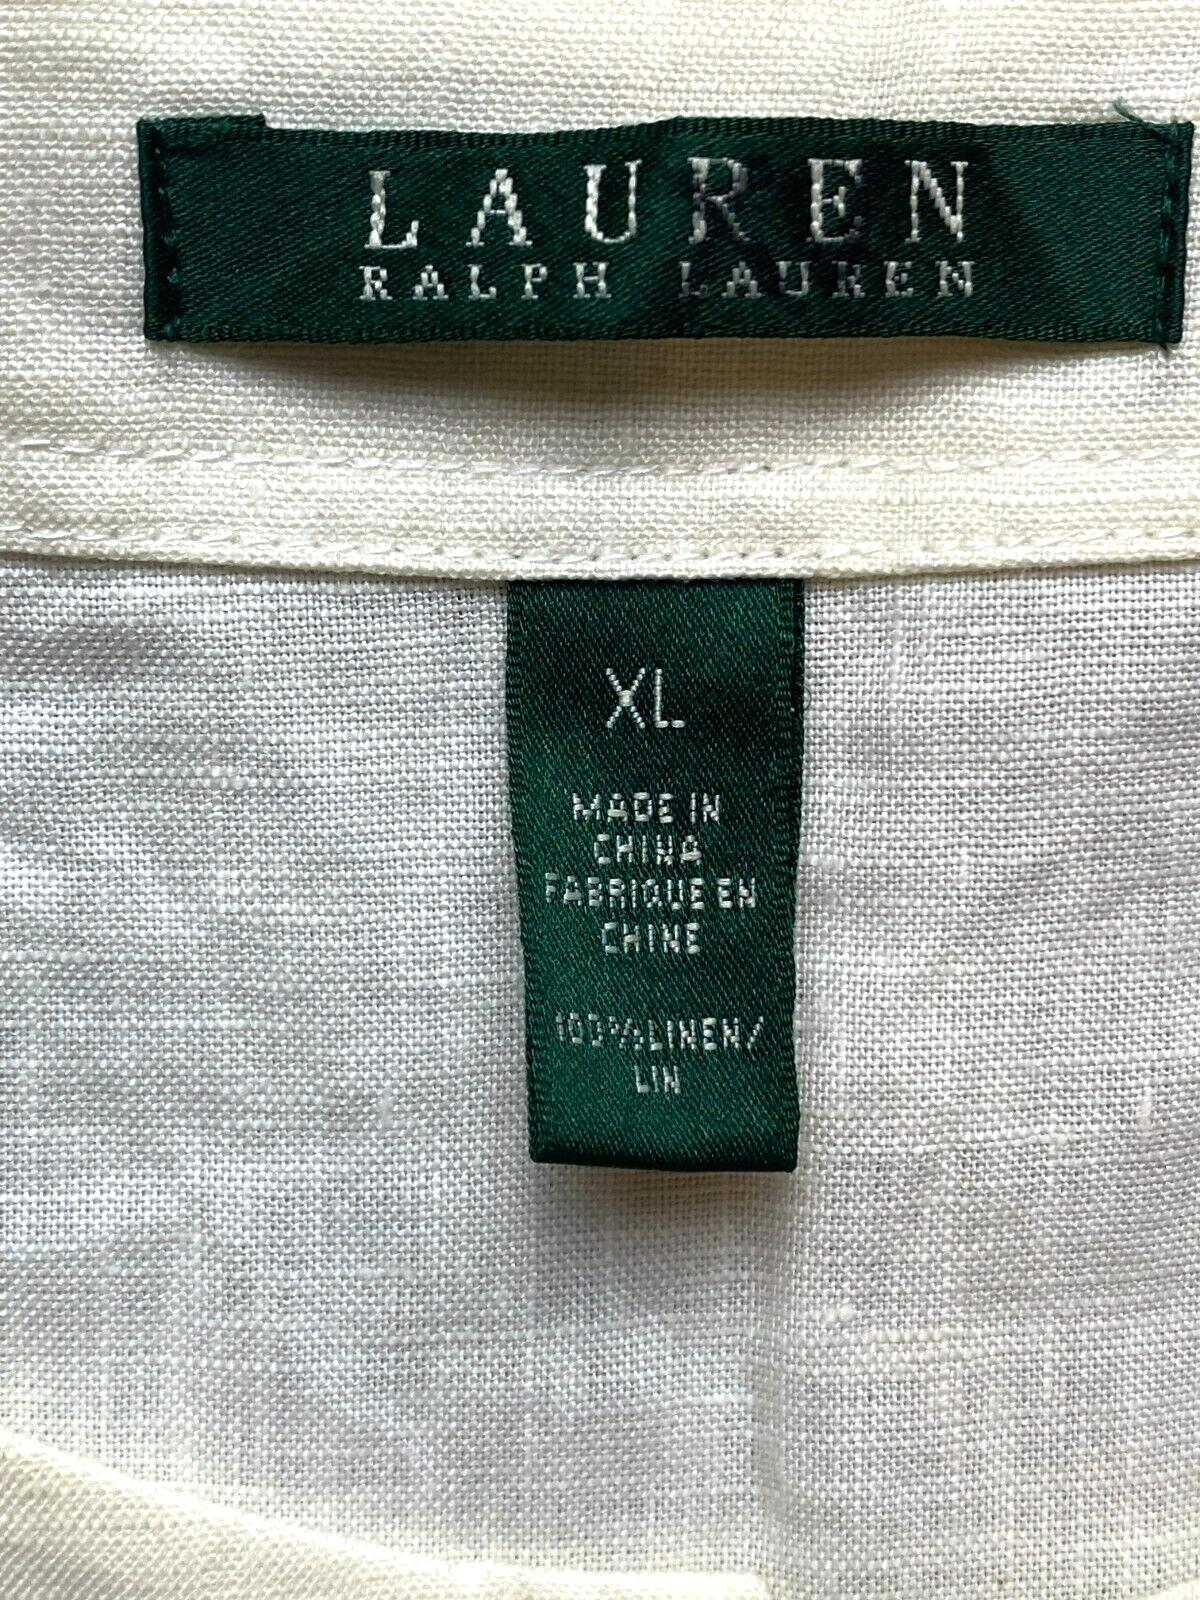 LAUREN
RALPH LAUREN
XL
MADE IN
CHINA
FABRIQUE EN
CHINE
100%LINEN/
LIN